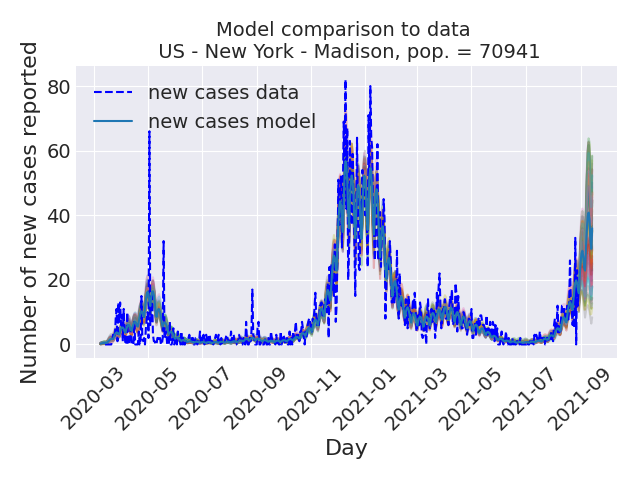 Model comparison to data
US - New York - Madison, pop. = 70941
Number of new cases reported
80
60
40
20
0
new cases data
new cases model
2020-03
2020-05
2020-07
2020-09
2020-11
2021-01
2021-03
2021-05
2021-07
2021-09
Day